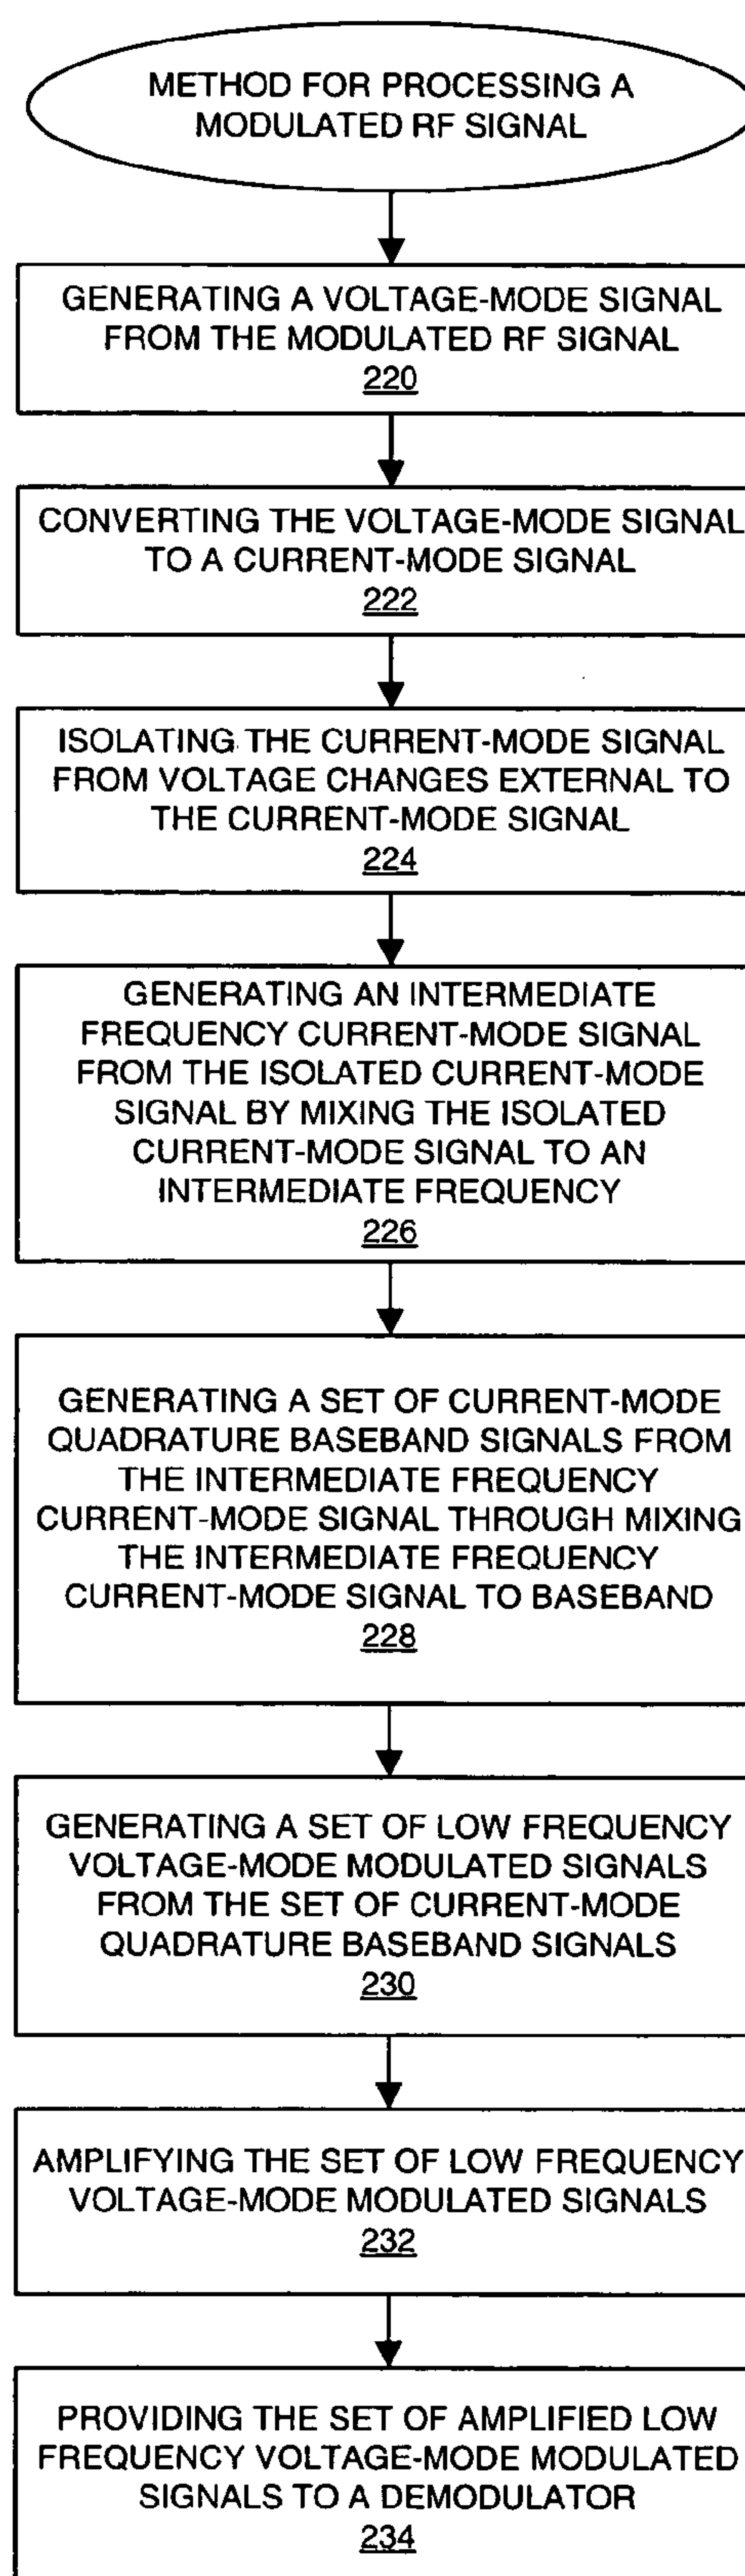 METHOD FOR PROCESSING A
MODULATED RF SIGNAL
GENERATING A VOLTAGE-MODE SIGNAL
FROM THE MODULATED RF SIGNAL
220
CONVERTING THE VOLTAGE-MODE SIGNAL
TO A CURRENT-MODE SIGNAL
222
ISOLATING THE CURRENT-MODE SIGNAL
FROM VOLTAGE CHANGES EXTERNAL TO
THE CURRENT-MODE SIGNAL
224
GENERATING AN INTERMEDIATE
FREQUENCY CURRENT-MODE SIGNAL
FROM THE ISOLATED CURRENT-MODE
SIGNAL BY MIXING THE ISOLATED
CURRENT-MODE SIGNAL TO AN
INTERMEDIATE FREQUENCY
226
GENERATING A SET OF CURRENT-MODE
QUADRATURE BASEBAND SIGNALS FROM
THE INTERMEDIATE FREQUENCY
CURRENT-MODE SIGNAL THROUGH MIXING
THE INTERMEDIATE FREQUENCY
CURRENT-MODE SIGNAL TO BASEBAND
228
GENERATING A SET OF LOW FREQUENCY
VOLTAGE-MODE MODULATED SIGNALS
FROM THE SET OF CURRENT-MODE
QUADRATURE BASEBAND SIGNALS
230
AMPLIFYING THE SET OF LOW FREQUENCY
VOLTAGE-MODE MODULATED SIGNALS
232
PROVIDING THE SET OF AMPLIFIED LOW
FREQUENCY VOLTAGE-MODE MODULATED
SIGNALS TO A DEMODULATOR
234